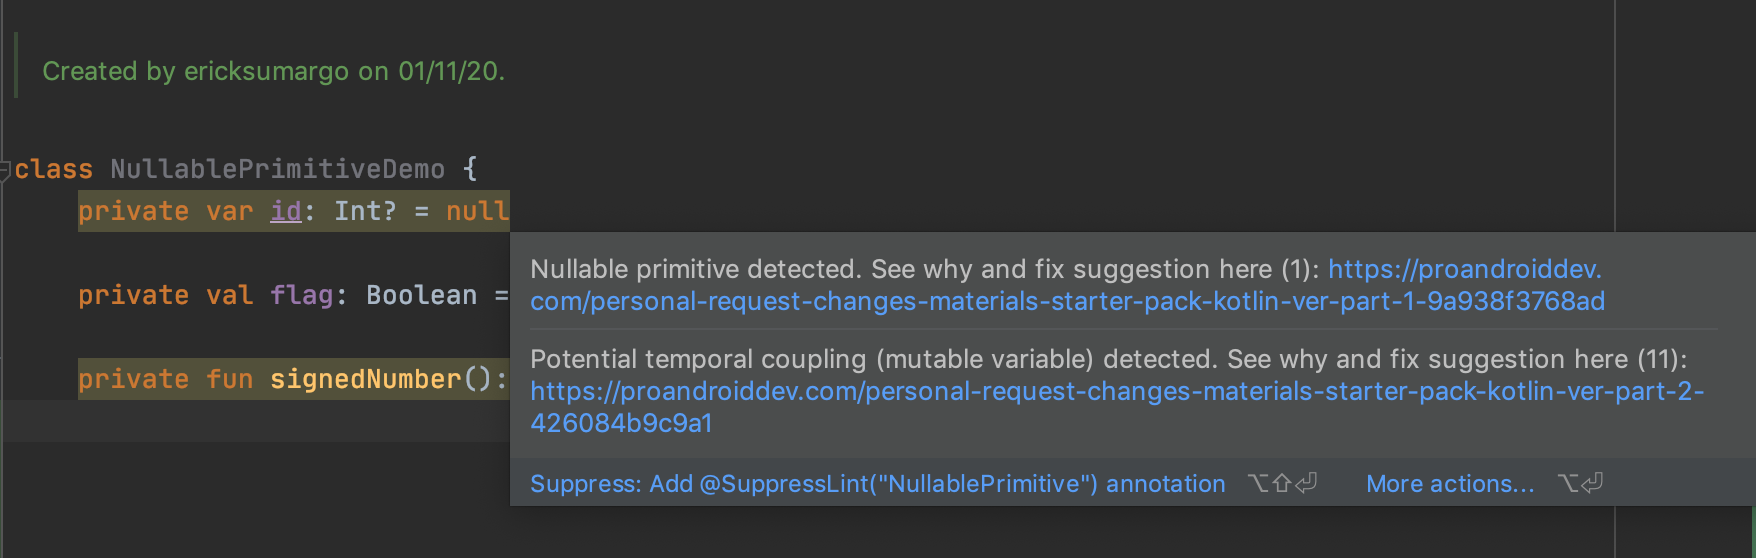 Created by ericksumargo on 01/11/20.
class NullablePrimitiveDemo {
private var id: Int? = null
private val flag: Boolean =
private fun signedNumber():
Nullable primitive detected. See why and fix suggestion here (1): https://proandroiddev.
com/personal-request-changes-materials-starter-pack-kotlin-ver-part-1-9a938f3768ad
Potential temporal coupling (mutable variable) detected. See why and fix suggestion here (11):
https://proandroiddev.com/personal-request-changes-materials-starter-pack-kotlin-ver-part-2-
426084b9c9a1
Suppress: Add @SuppressLint("NullablePrimitive") annotation ⌥⇧⏎ More actions... ⌥⏎